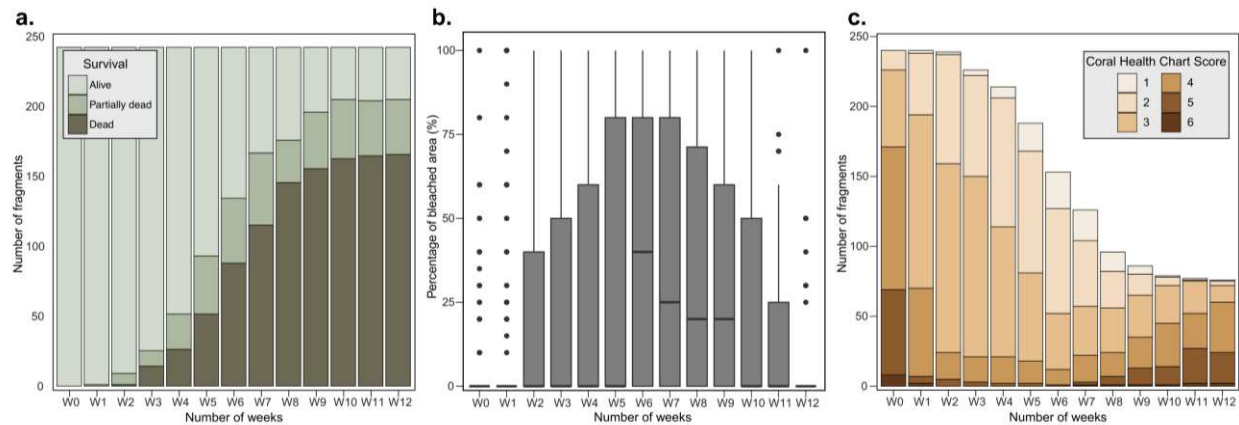 a.
250
200
150
100
50
0
Number of fragments
Survival
Alive
Partially dead
Dead
W0 W1 W2 W3 W4 W5 W6 W7 W8 W9 W10 W11 W12
Number of weeks
b.
100
75
50
25
0
Percentage of bleached area (%)
W0 W1 W2 W3 W4 W5 W6 W7 W8 W9 W10 W11 W12
Number of weeks
c.
250
200
150
100
50
0
Number of fragments
Coral Health Chart Score
1 4
2 5
3 6
W0 W1 W2 W3 W4 W5 W6 W7 W8 W9 W10 W11 W12
Number of weeks